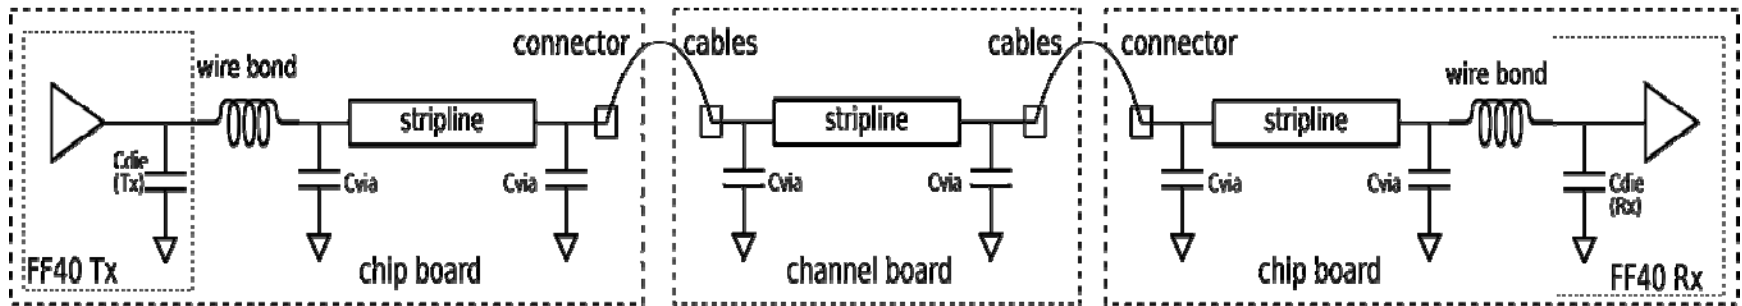 connector
cables
cables
connector
wire bond
wire bond
stripline
stripline
stripline
Cdie
(Tx)
Cvia
Cvia
Cvia
Cvia
Cvia
Cvia
Cdie
(Rx)
FF40 Tx
chip board
channel board
chip board
FF40 Rx